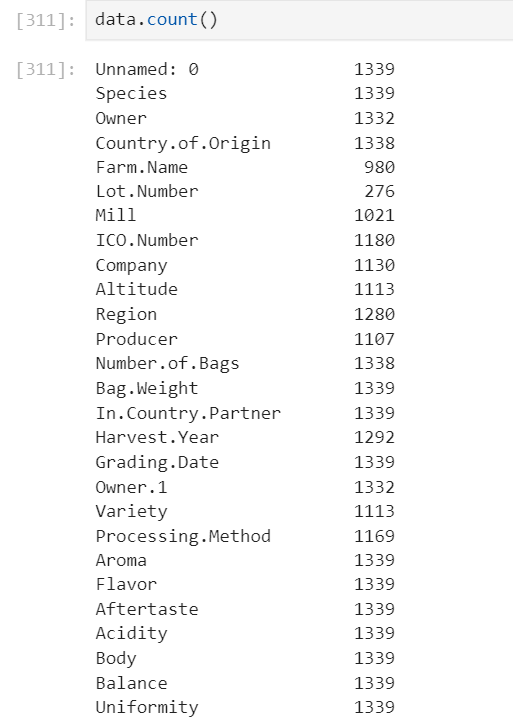 [311]: data.count()
[311]: Unnamed: 0 1339
Species 1339
Owner 1332
Country.of.Origin 1338
Farm.Name 980
Lot.Number 276
Mill 1021
ICO.Number 1180
Company 1130
Altitude 1113
Region 1280
Producer 1107
Number.of.Bags 1338
Bag.Weight 1339
In.Country.Partner 1339
Harvest.Year 1292
Grading.Date 1339
Owner.1 1332
Variety 1113
Processing.Method 1169
Aroma 1339
Flavor 1339
Aftertaste 1339
Acidity 1339
Body 1339
Balance 1339
Uniformity 1339